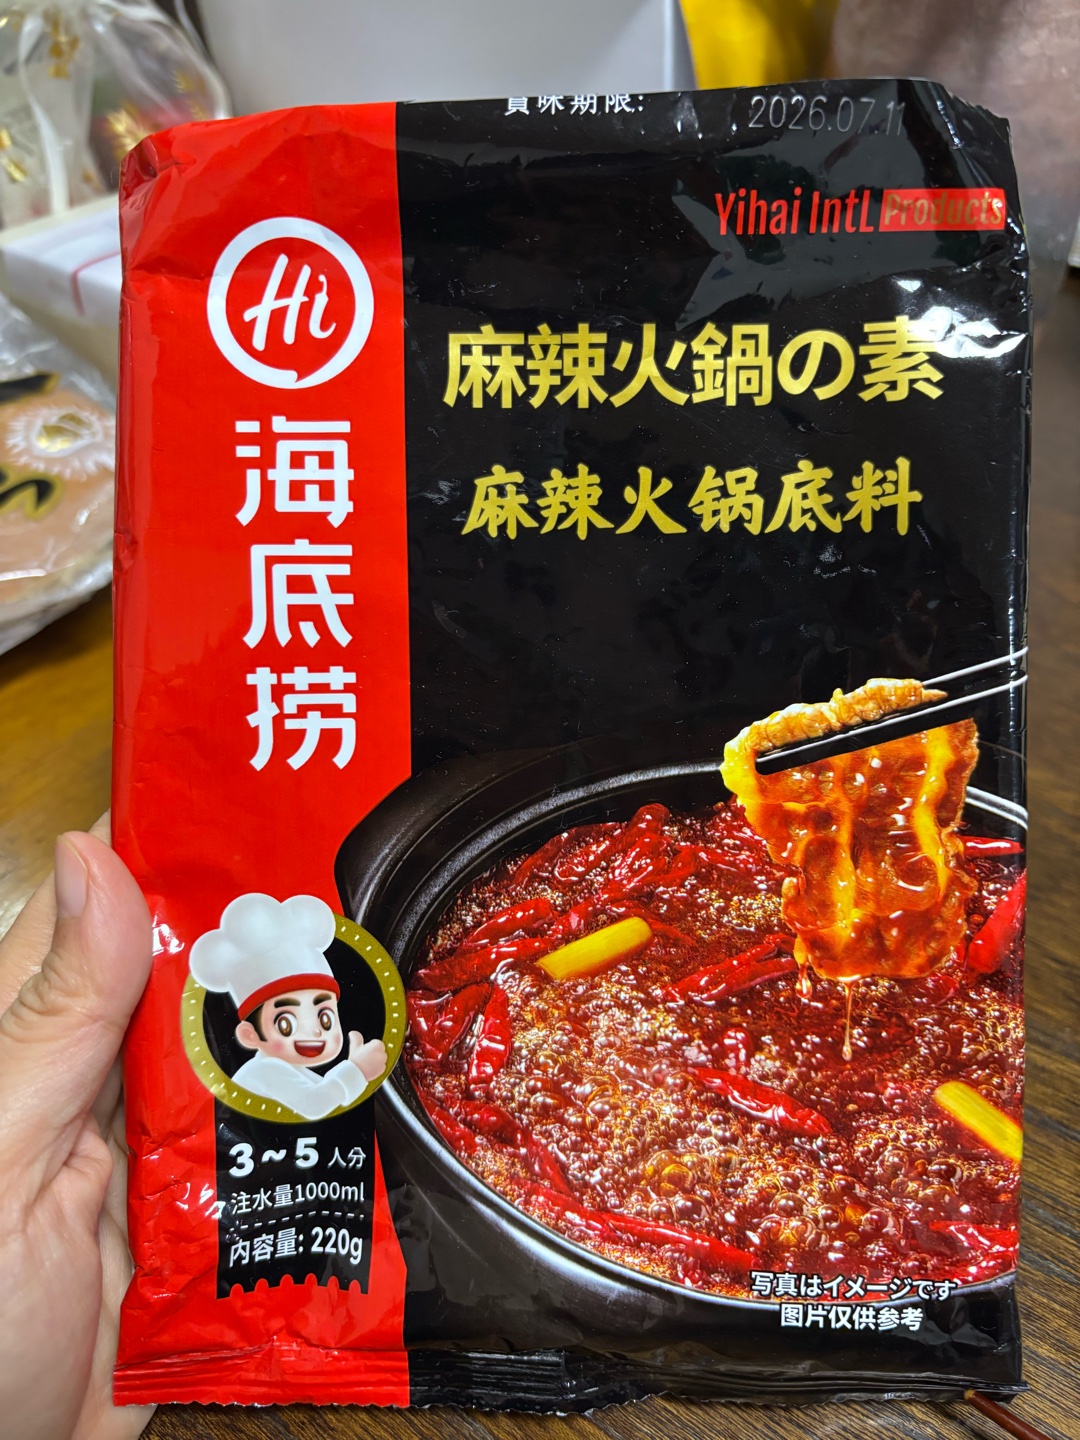 賞味期限:
2026.07.11
Yihai IntL Products
Hi
海底捞
麻辣火鍋の素
麻辣火锅底料
3~5人分
注水量1000ml
内容量:220g
写真はイメージです
图片仅供参考